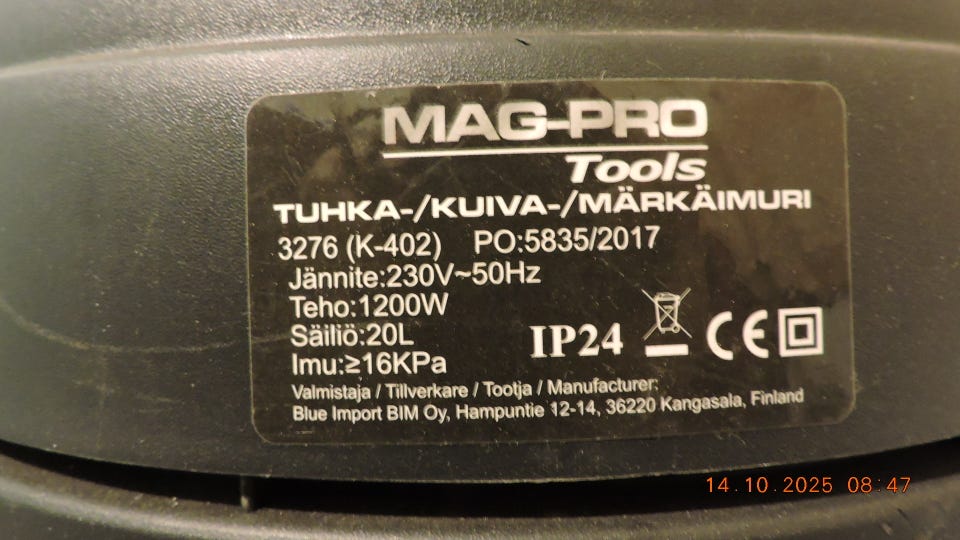 MAG-PRO
Tools
TUHKA-/KUIVA-/MÄRKÄIMURI
3276 (K-402) PO:5835/2017
Jännite:230V~50Hz
Teho:1200W
Säiliö:20L
Imu:≥16KPa
IP24 CE
Valmistaja / Tillverkare / Tootja / Manufacturer:
Blue Import BIM Oy, Hampuntie 12-14, 36220 Kangasala, Finland
14.10.2025 08:47